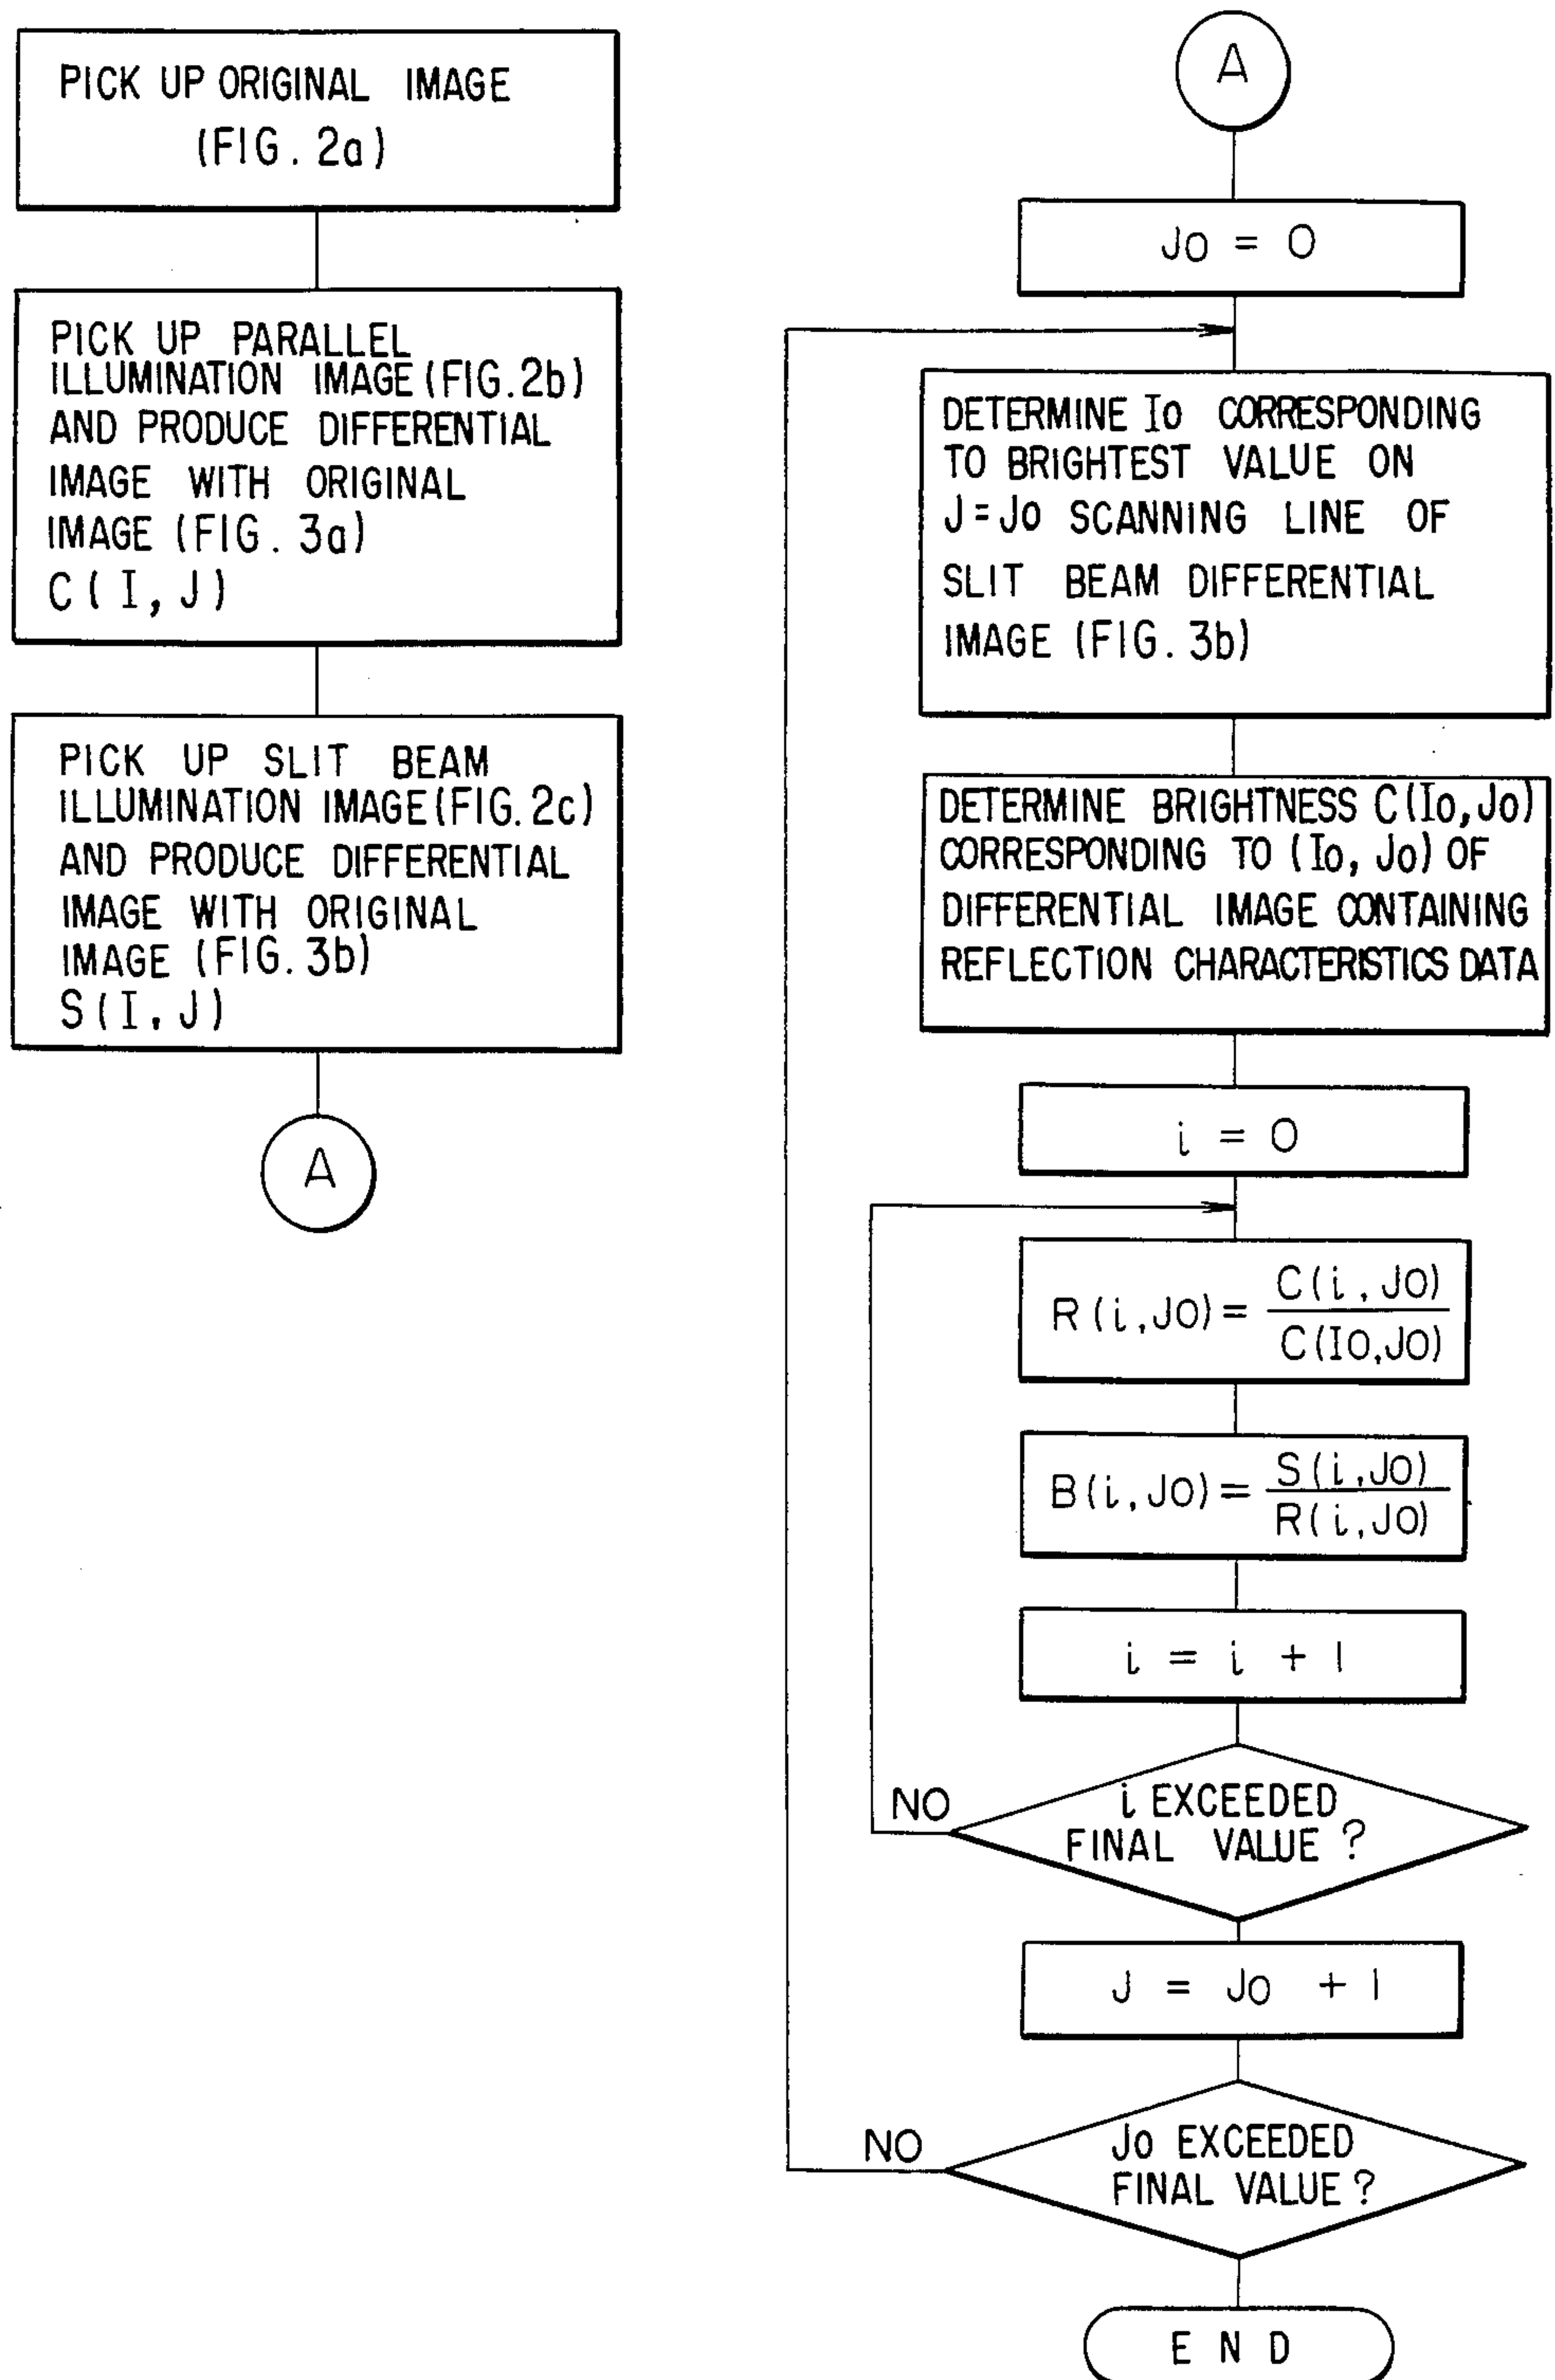 PICK UP ORIGINAL IMAGE
(FIG. 2a)
PICK UP PARALLEL
ILLUMINATION IMAGE (FIG. 2b)
AND PRODUCE DIFFERENTIAL
IMAGE WITH ORIGINAL
IMAGE (FIG. 3a)
C ( I, J )
PICK UP SLIT BEAM
ILLUMINATION IMAGE (FIG. 2c)
AND PRODUCE DIFFERENTIAL
IMAGE WITH ORIGINAL
IMAGE (FIG. 3b)
S ( I, J )
A
A
Jo = 0
DETERMINE Io CORRESPONDING
TO BRIGHTEST VALUE ON
J = Jo SCANNING LINE OF
SLIT BEAM DIFFERENTIAL
IMAGE (FIG. 3b)
DETERMINE BRIGHTNESS C(Io, Jo)
CORRESPONDING TO (Io, Jo) OF
DIFFERENTIAL IMAGE CONTAINING
REFLECTION CHARACTERISTICS DATA
i = 0
R(i, Jo) = C(i, Jo) / C(Io, Jo)
B(i, Jo) = S(i, Jo) / R(i, Jo)
i = i + 1
NO
i EXCEEDED
FINAL VALUE ?
J = Jo + 1
NO
Jo EXCEEDED
FINAL VALUE ?
END